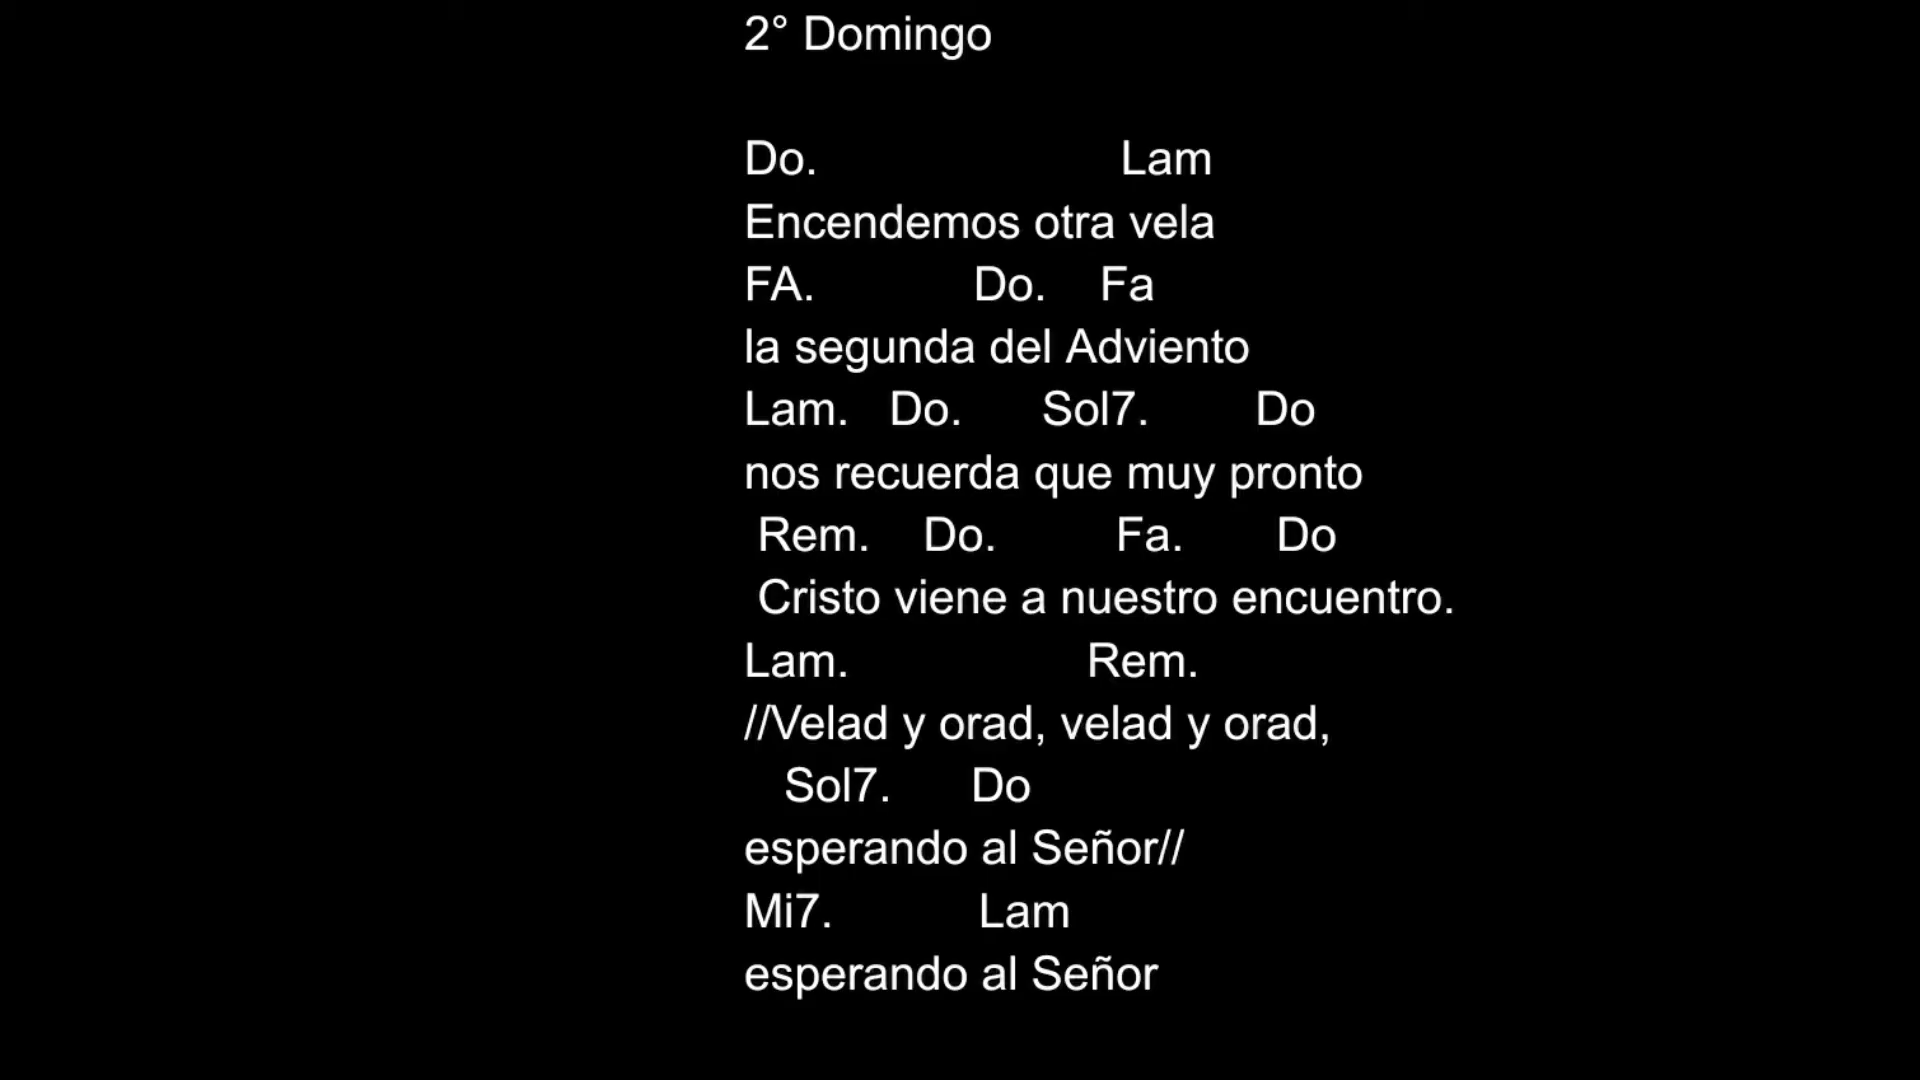 2° Domingo
Do. Lam
Encendemos otra vela
FA. Do. Fa
la segunda del Adviento
Lam. Do. Sol7. Do
nos recuerda que muy pronto
Rem. Do. Fa. Do
Cristo viene a nuestro encuentro.
Lam. Rem.
//Velad y orad, velad y orad,
Sol7. Do
esperando al Señor//
Mi7. Lam
esperando al Señor